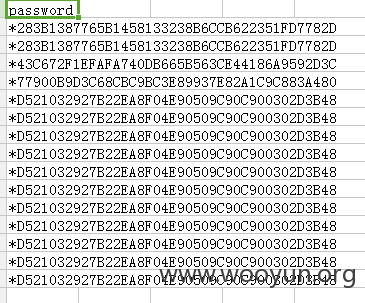 password
*283B1387765B1458133238B6CCB622351FD7782D
*283B1387765B1458133238B6CCB622351FD7782D
*43C672F1EFAFA740DB665B563CE44186A9592D3C
*77900B9D3C68CBC9BC3E89937E82A1C9C883A480
*D521032927B22EA8F04E90509C90C900302D3B48
*D521032927B22EA8F04E90509C90C900302D3B48
*D521032927B22EA8F04E90509C90C900302D3B48
*D521032927B22EA8F04E90509C90C900302D3B48
*D521032927B22EA8F04E90509C90C900302D3B48
*D521032927B22EA8F04E90509C90C900302D3B48
*D521032927B22EA8F04E90509C90C900302D3B48
*D521032927B22EA8F04E90509C90C900302D3B48
*D521032927B22EA8F04E90509C90C900302D3B48
*D521032927B22EA8F04E90509C90C900302D3B48
*D521032927B22EA8F04E90509C90C900302D3B48
www.wooyun.org